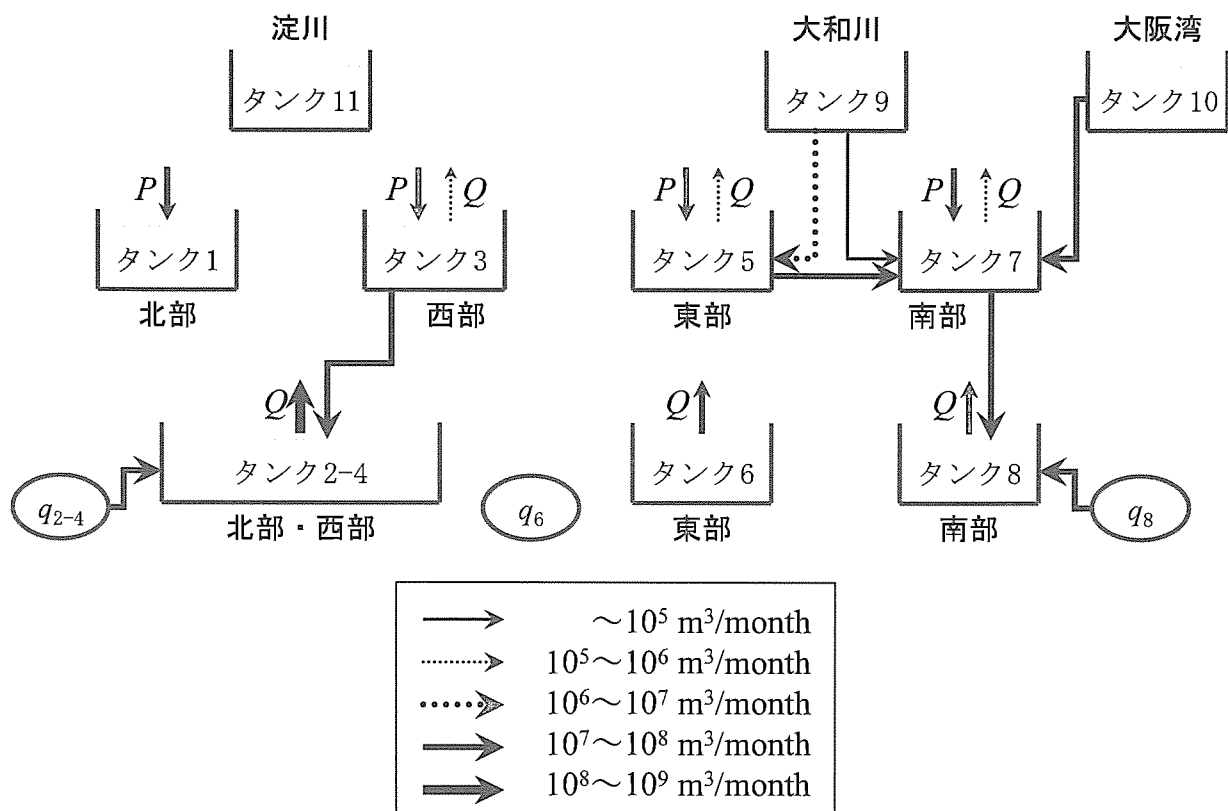 淀川 大和川 大阪湾
タンク11 タンク9 タンク10
P P Q P Q P Q
タンク1 タンク3 タンク5 タンク7
北部 西部 東部 南部
Q Q Q
タンク2-4 タンク6 タンク8
q2-4 q6 q8
北部・西部 東部 南部
～10⁵ m³/month
10⁵～10⁶ m³/month
10⁶～10⁷ m³/month
10⁷～10⁸ m³/month
10⁸～10⁹ m³/month